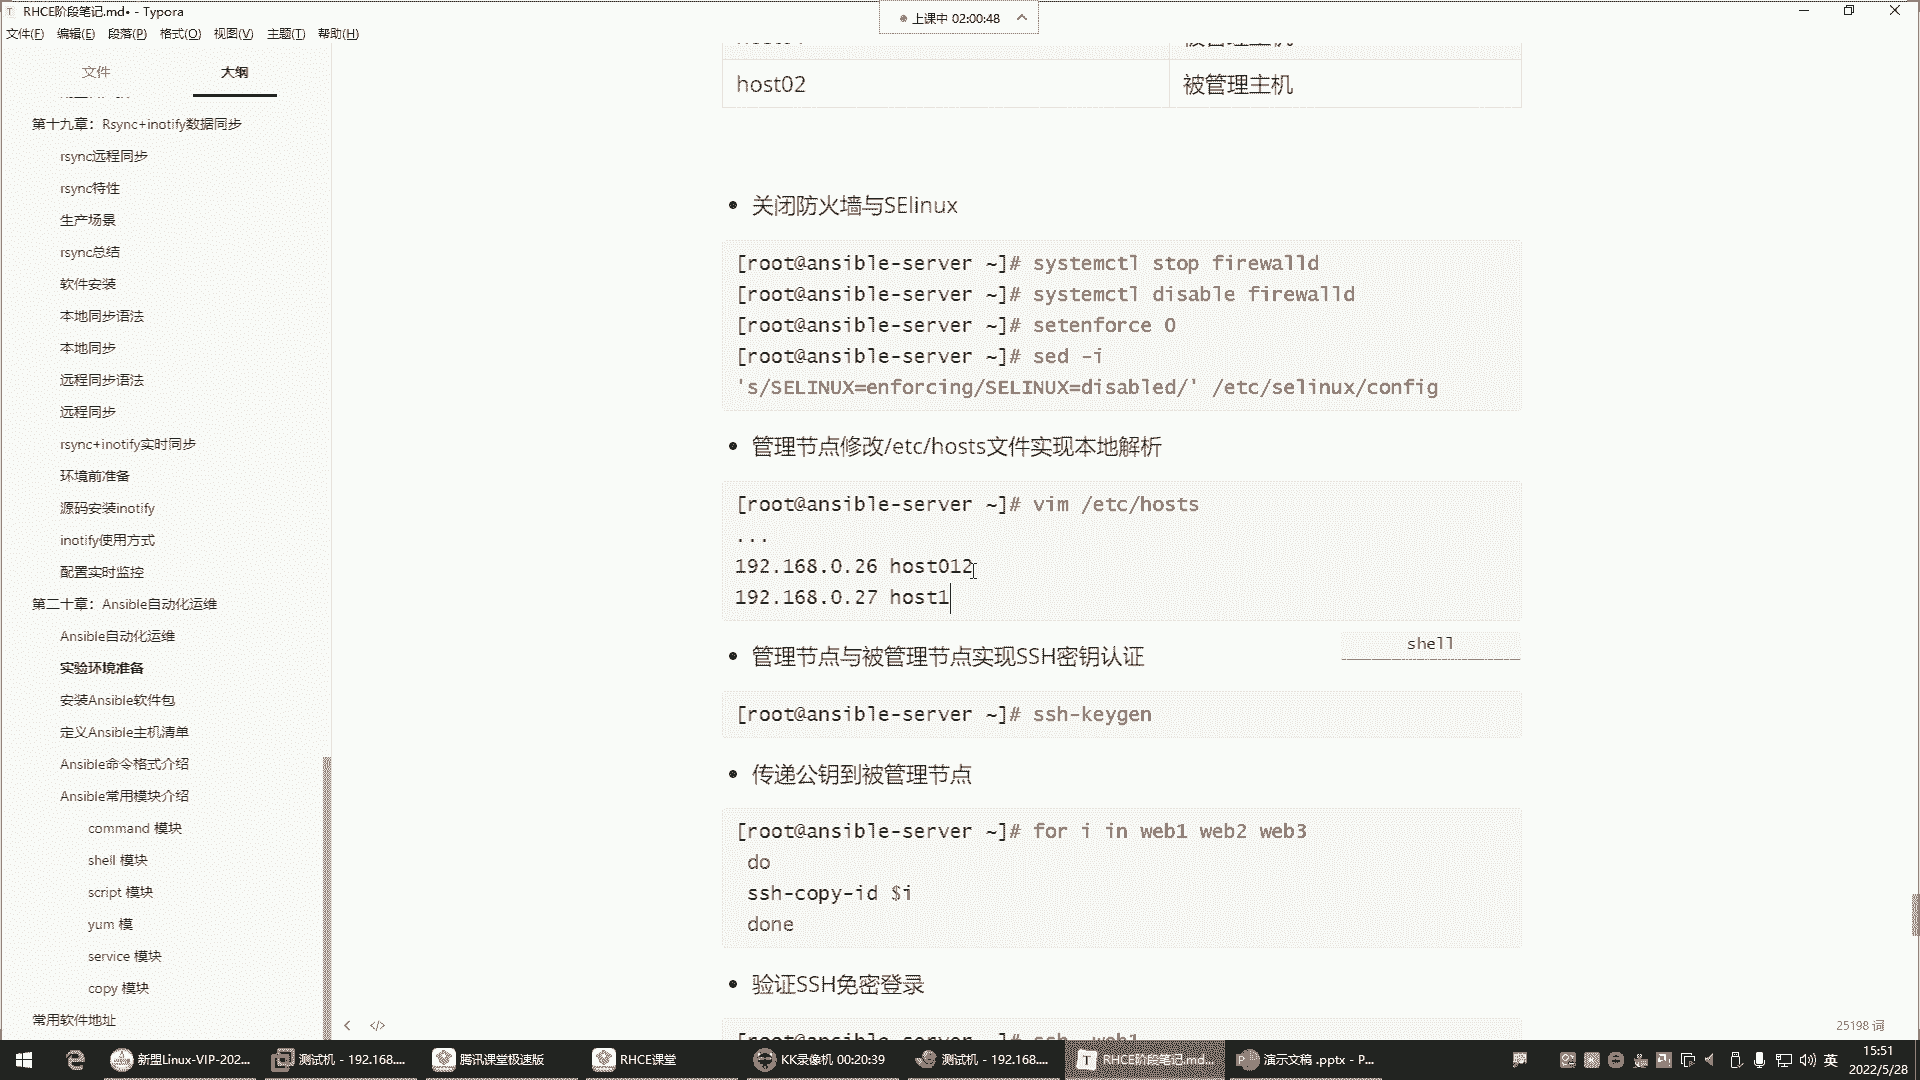 RHCE阶段笔记.md• - Typora
上课中 02:00:48
文件(F) 编辑(E) 段落(P) 格式(O) 视图(V) 主题(T) 帮助(H)
文件 大纲
第十九章：Rsync+inotify数据同步
rsync远程同步
rsync特性
生产场景
rsync总结
软件安装
本地同步语法
本地同步
远程同步语法
远程同步
rsync+inotify实时同步
环境前准备
源码安装inotify
inotify使用方式
配置实时监控
第二十章：Ansible自动化运维
Ansible自动化运维
实验环境准备
安装Ansible软件包
定义Ansible主机清单
Ansible命令格式介绍
Ansible常用模块介绍
command 模块
shell 模块
script 模块
yum 模
service 模块
copy 模块
常用软件地址
host02 被管理主机
关闭防火墙与SElinux
[root@ansible-server ~]# systemctl stop firewalld
[root@ansible-server ~]# systemctl disable firewalld
[root@ansible-server ~]# setenforce 0
[root@ansible-server ~]# sed -i
's/SELINUX=enforcing/SELINUX=disabled/' /etc/selinux/config
管理节点修改/etc/hosts文件实现本地解析
[root@ansible-server ~]# vim /etc/hosts
...
192.168.0.26 host012
192.168.0.27 host1
shell
管理节点与被管理节点实现SSH密钥认证
[root@ansible-server ~]# ssh-keygen
传递公钥到被管理节点
[root@ansible-server ~]# for i in web1 web2 web3
do
ssh-copy-id $i
done
验证SSH免密登录
[root@ansible-server ~]# ssh web1
25198 词
新盟Linux-VIP-202...
测试机 - 192.168....
腾讯课堂极速版
RHCE课堂
KK录像机 00:20:39
测试机 - 192.168....
RHCE阶段笔记.md...
演示文稿 .pptx - P...
英
15:51
2022/5/28